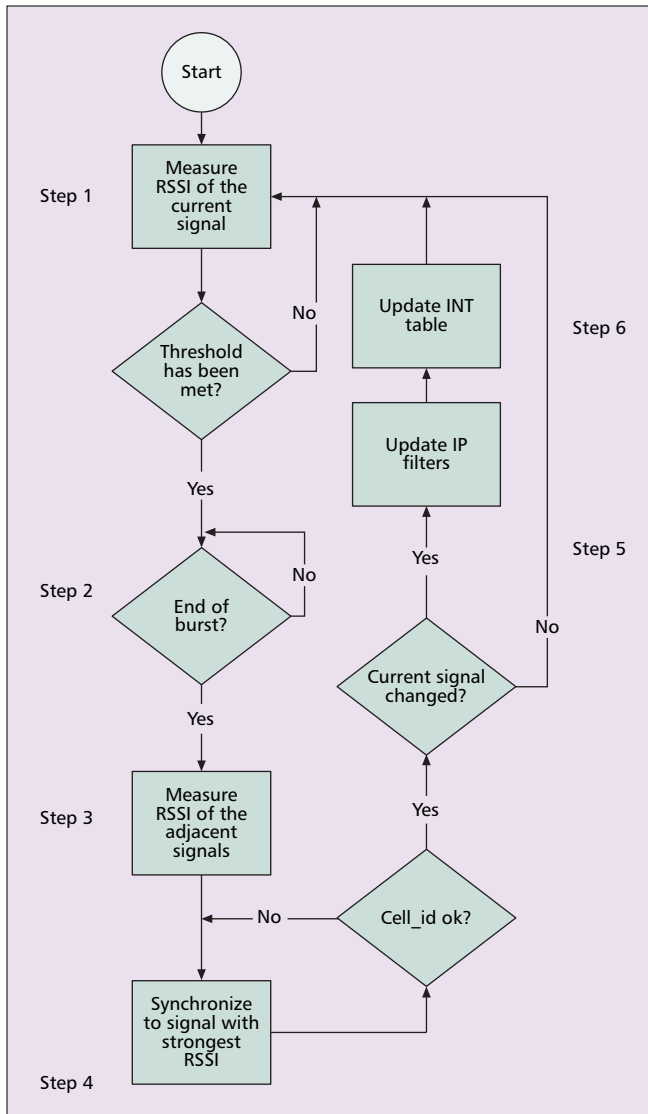 Start
Step 1
Measure
RSSI of the
current
signal
No
Threshold
has been
met?
Yes
Step 2
End of
burst?
No
Yes
Step 3
Measure
RSSI of the
adjacent
signals
No
Synchronize
to signal with
strongest
RSSI
Step 4
Cell_id ok?
Yes
Current signal
changed?
No
Step 5
Yes
Update IP
filters
Update INT
table
Step 6